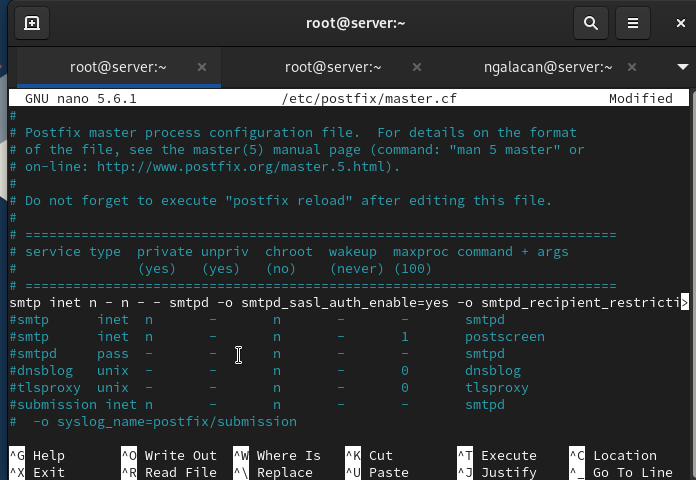 root@server:~
root@server:~ × root@server:~ × ngalacan@server:~ ×
GNU nano 5.6.1 /etc/postfix/master.cf Modified
#
# Postfix master process configuration file.  For details on the format
# of the file, see the master(5) manual page (command: "man 5 master" or
# on-line: http://www.postfix.org/master.5.html).
#
# Do not forget to execute "postfix reload" after editing this file.
#
# ==========================================================================
# service type  private unpriv  chroot  wakeup  maxproc command + args
#               (yes)   (yes)   (no)    (never) (100)
# ==========================================================================
smtp inet n - n - - smtpd -o smtpd_sasl_auth_enable=yes -o smtpd_recipient_restricti>
#smtp      inet  n       -       n       -       -       smtpd
#smtp      inet  n       -       n       -       1       postscreen
#smtpd     pass  -       -       n       -       -       smtpd
#dnsblog   unix  -       -       n       -       0       dnsblog
#tlsproxy  unix  -       -       n       -       0       tlsproxy
#submission inet n       -       n       -       -       smtpd
#  -o syslog_name=postfix/submission
^G Help ^O Write Out ^W Where Is ^K Cut ^T Execute ^C Location
^X Exit ^R Read File ^\ Replace ^U Paste ^J Justify ^_ Go To Line